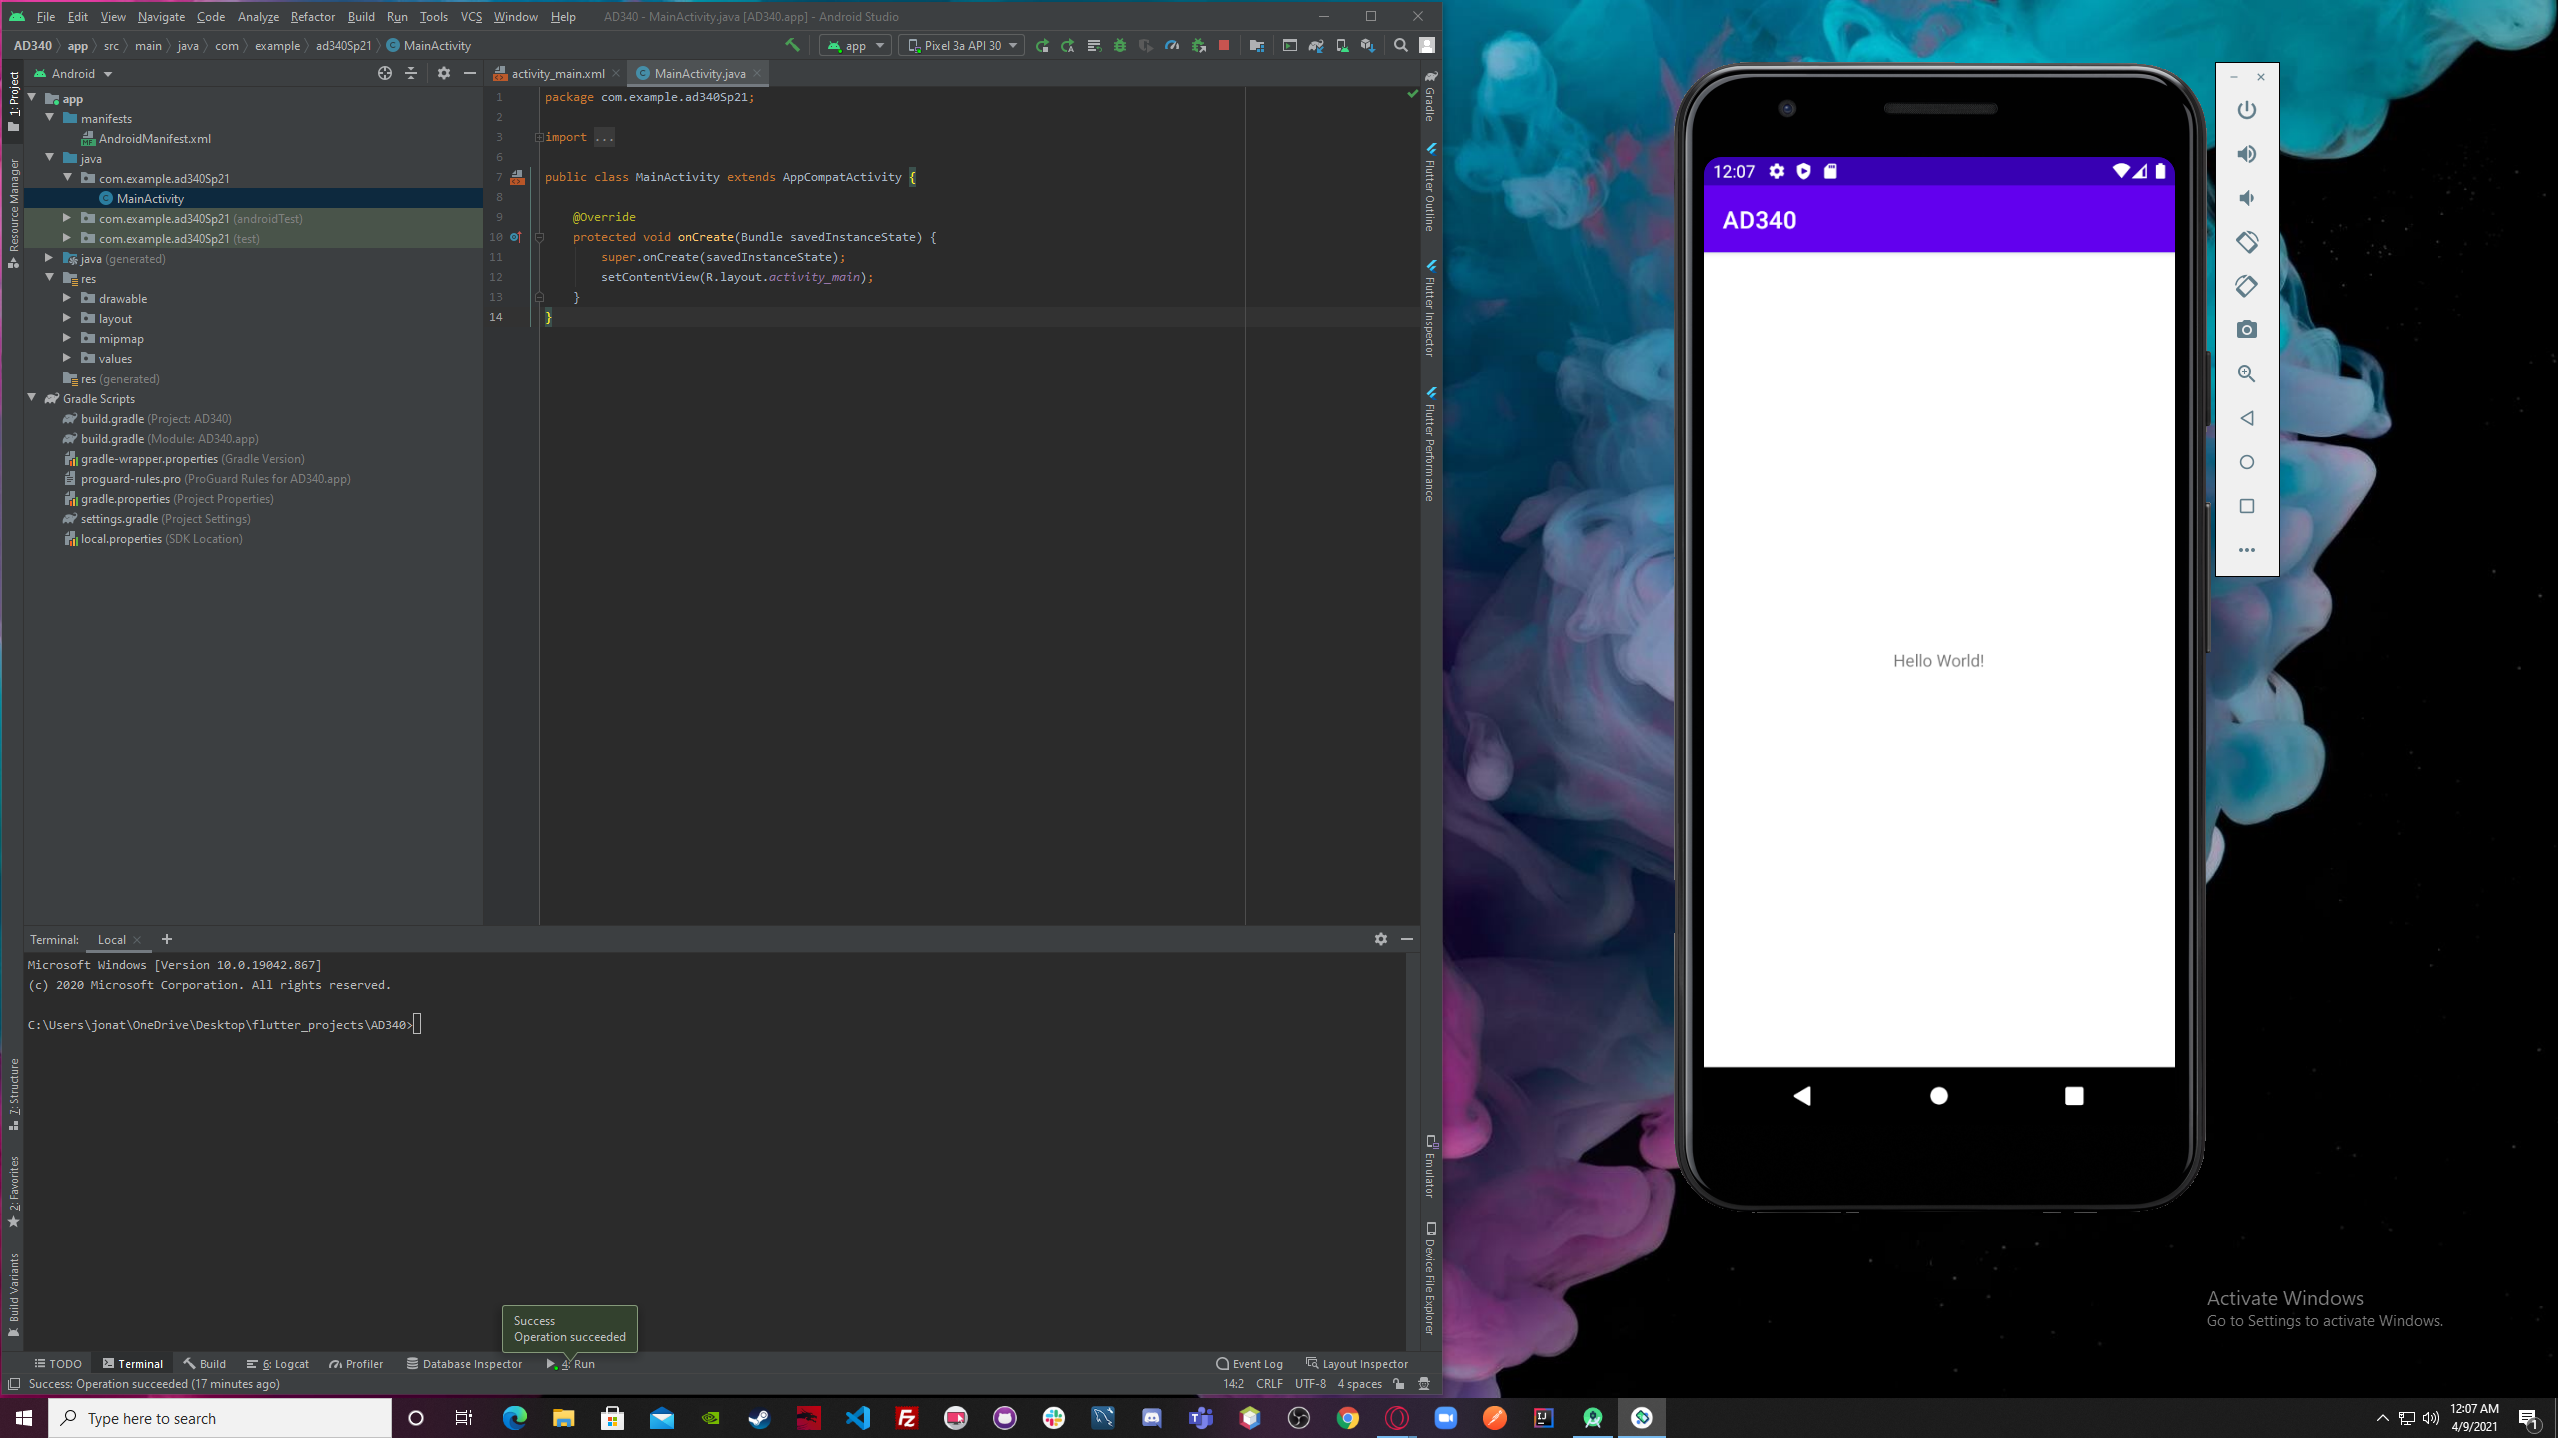 File Edit View Navigate Code Analyze Refactor Build Run Tools VCS Window Help AD340 - MainActivity.java [AD340.app] - Android Studio
AD340 app src main java com example ad340Sp21 MainActivity
app Pixel 3a API 30
Android
activity_main.xml MainActivity.java
1: Project
Resource Manager
7: Structure
2: Favorites
Build Variants
app
manifests
AndroidManifest.xml
java
com.example.ad340Sp21
MainActivity
com.example.ad340Sp21 (androidTest)
com.example.ad340Sp21 (test)
java (generated)
res
drawable
layout
mipmap
values
res (generated)
Gradle Scripts
build.gradle (Project: AD340)
build.gradle (Module: AD340.app)
gradle-wrapper.properties (Gradle Version)
proguard-rules.pro (ProGuard Rules for AD340.app)
gradle.properties (Project Properties)
settings.gradle (Project Settings)
local.properties (SDK Location)
1 package com.example.ad340Sp21;
2
3 import ...
6
7 public class MainActivity extends AppCompatActivity {
8
9 @Override
10 protected void onCreate(Bundle savedInstanceState) {
11 super.onCreate(savedInstanceState);
12 setContentView(R.layout.activity_main);
13 }
14 }
Gradle
Flutter Outline
Flutter Inspector
Flutter Performance
Emulator
Device File Explorer
Terminal: Local +
Microsoft Windows [Version 10.0.19042.867]
(c) 2020 Microsoft Corporation. All rights reserved.
C:\Users\jonat\OneDrive\Desktop\flutter_projects\AD340>
Success
Operation succeeded
TODO Terminal Build 6: Logcat Profiler Database Inspector 4: Run Event Log Layout Inspector
Success: Operation succeeded (17 minutes ago) 14:2 CRLF UTF-8 4 spaces
12:07
AD340
Hello World!
Activate Windows
Go to Settings to activate Windows.
Type here to search
12:07 AM
4/9/2021
1